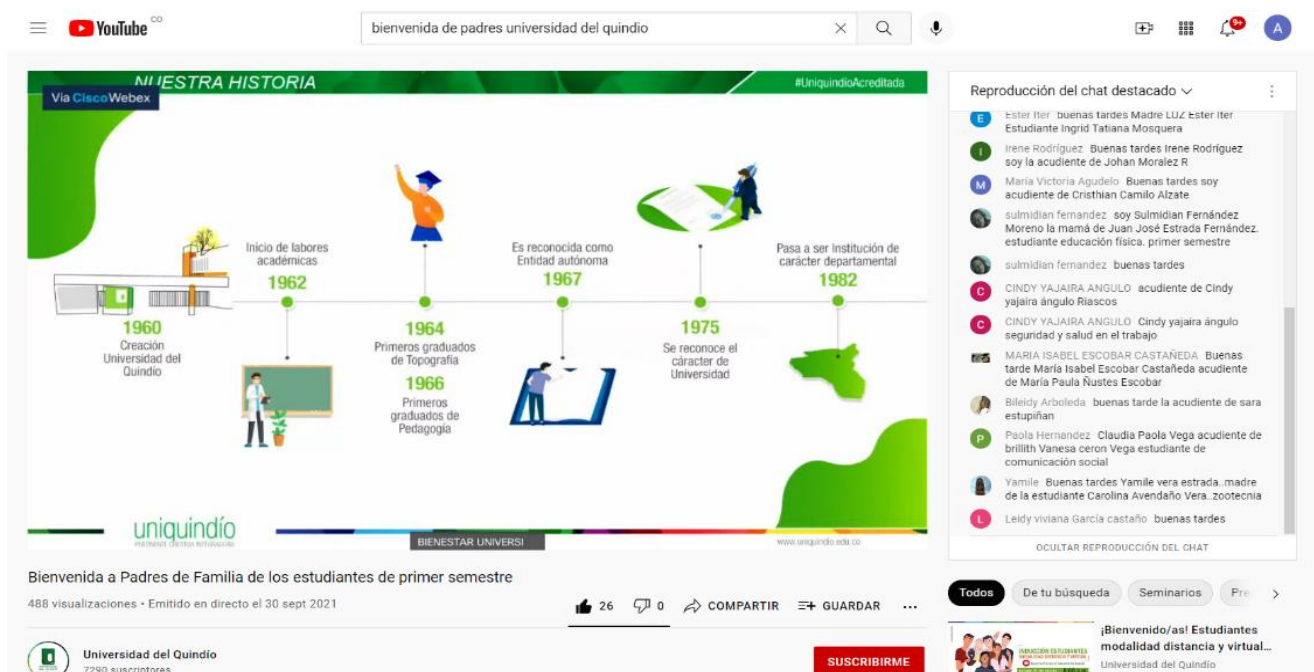 YouTube CO
bienvenida de padres universidad del quindio
9+
A
NUESTRA HISTORIA
#UniquindíoAcreditada
Via CiscoWebex
Inicio de labores
académicas
1962
Es reconocida como
Entidad autónoma
1967
Pasa a ser Institución de
carácter departamental
1982
1960
Creación
Universidad del
Quindío
1964
Primeros graduados
de Topografía
1966
Primeros
graduados de
Pedagogía
1975
Se reconoce el
cáracter de
Universidad
uniquindío
BIENESTAR UNIVERSI
www.uniquindio.edu.co
Bienvenida a Padres de Familia de los estudiantes de primer semestre
488 visualizaciones • Emitido en directo el 30 sept 2021
26
0
COMPARTIR
GUARDAR
Universidad del Quindío
7290 suscriptores
SUSCRIBIRME
Reproducción del chat destacado
E
Ester Iter buenas tardes Madre LUZ Ester Iter
Estudiante Ingrid Tatiana Mosquera
I
Irene Rodríguez Buenas tardes Irene Rodríguez
soy la acudiente de Johan Moralez R
M
María Victoria Agudelo Buenas tardes soy
acudiente de Cristhian Camilo Alzate
sulmidian fernandez soy Sulmidian Fernández
Moreno la mamá de Juan José Estrada Fernández.
estudiante educación física. primer semestre
sulmidian fernandez buenas tardes
C
CINDY YAJAIRA ANGULO acudiente de Cindy
yajaira ángulo Riascos
C
CINDY YAJAIRA ANGULO Cindy yajaira ángulo
seguridad y salud en el trabajo
MARIA ISABEL ESCOBAR CASTAÑEDA Buenas
tarde María Isabel Escobar Castañeda acudiente
de María Paula Ñustes Escobar
Bileidy Arboleda buenas tarde la acudiente de sara
estupiñan
P
Paola Hernandez Claudia Paola Vega acudiente de
brillith Vanesa ceron Vega estudiante de
comunicación social
Yamile Buenas tardes Yamile vera estrada..madre
de la estudiante Carolina Avendaño Vera..zootecnia
L
Leidy viviana García castaño buenas tardes
OCULTAR REPRODUCCIÓN DEL CHAT
Todos
De tu búsqueda
Seminarios
Pre
INDUCCIÓN ESTUDIANTES
¡Bienvenido/as! Estudiantes
modalidad distancia y virtual...
Universidad del Quindío